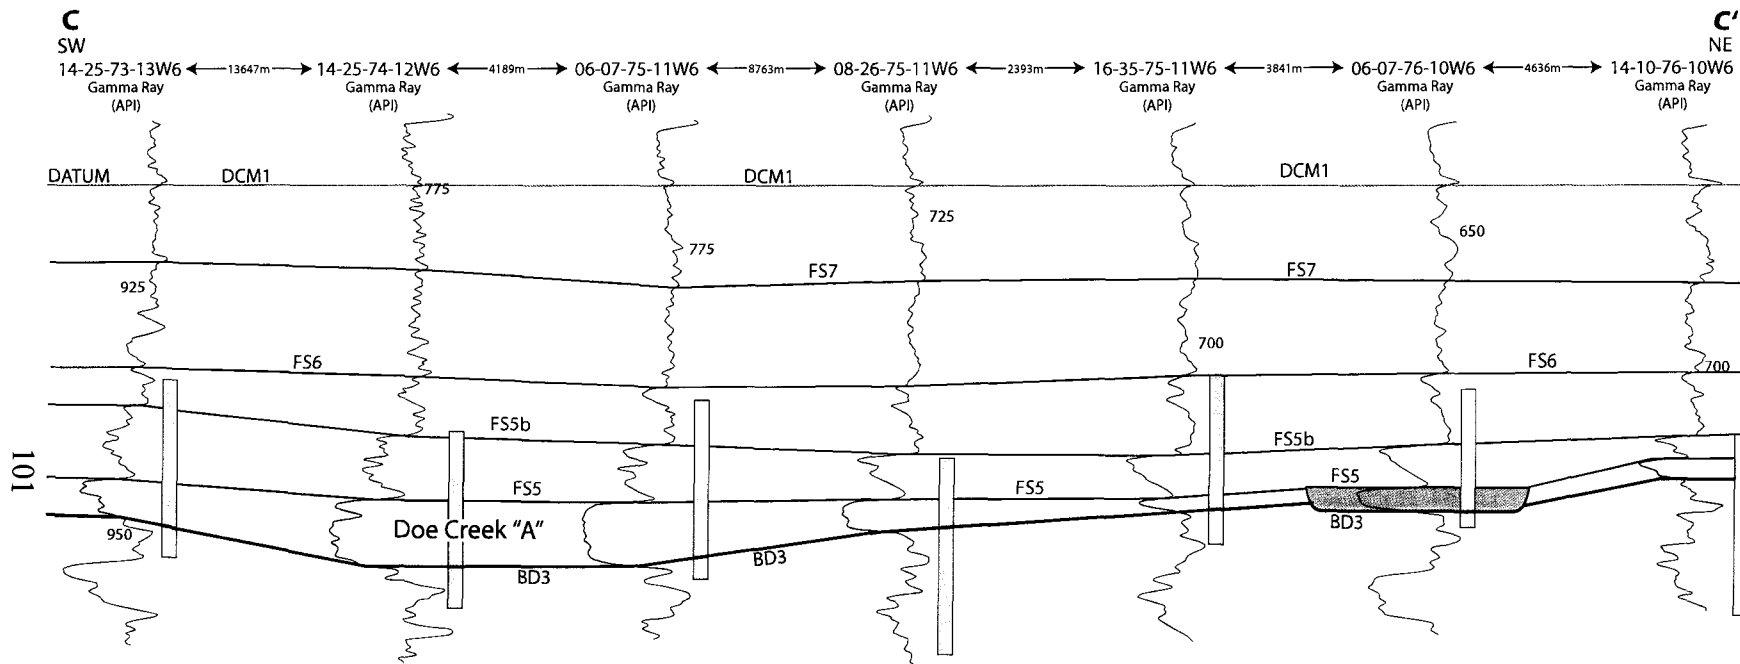 C C'
SW NE
14-25-73-13W6 13647m 14-25-74-12W6 4189m 06-07-75-11W6 8763m 08-26-75-11W6 2393m 16-35-75-11W6 3841m 06-07-76-10W6 4636m 14-10-76-10W6
Gamma Ray Gamma Ray Gamma Ray Gamma Ray Gamma Ray Gamma Ray Gamma Ray
(API) (API) (API) (API) (API) (API) (API)
DATUM DCM1 775 DCM1 DCM1
725
775 650
FS7 FS7
925
700
FS6 FS6 700
FS5b FS5b
101
FS5 FS5 FS5
950 Doe Creek "A" BD3
BD3 BD3